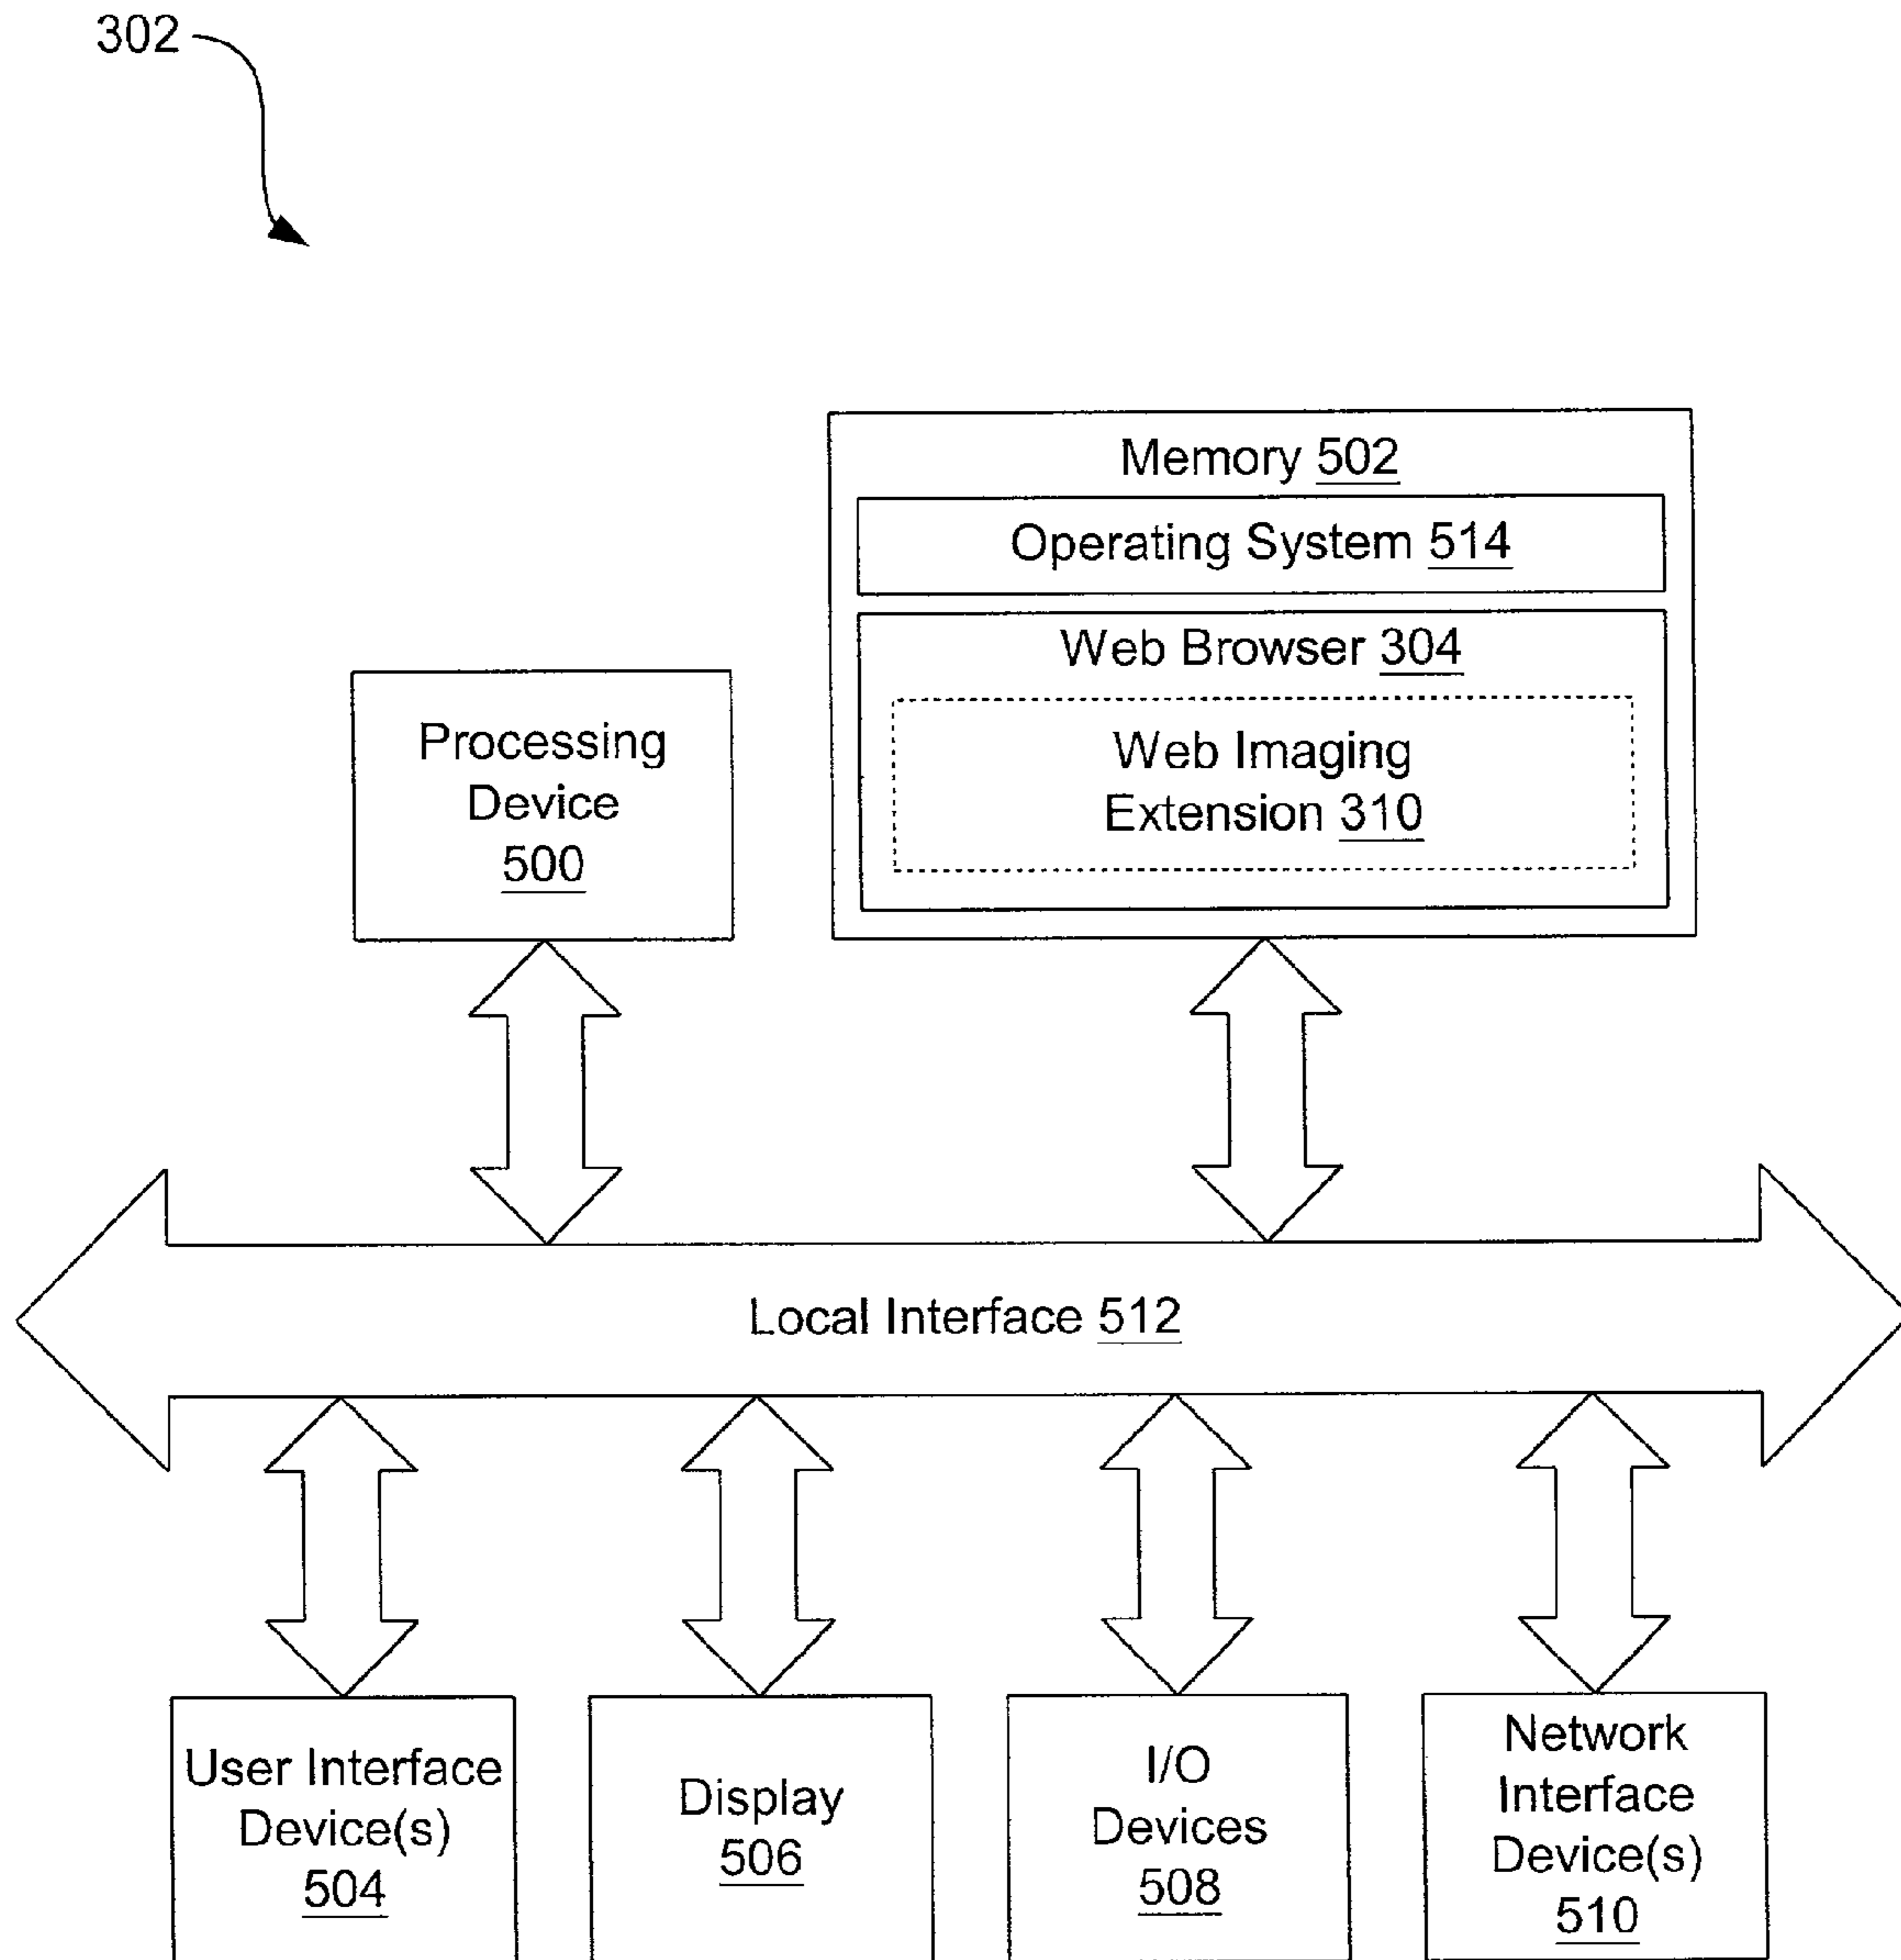 302
Memory 502
Operating System 514
Web Browser 304
Web Imaging
Extension 310
Processing
Device
500
Local Interface 512
User Interface
Device(s)
504
Display
506
I/O
Devices
508
Network
Interface
Device(s)
510